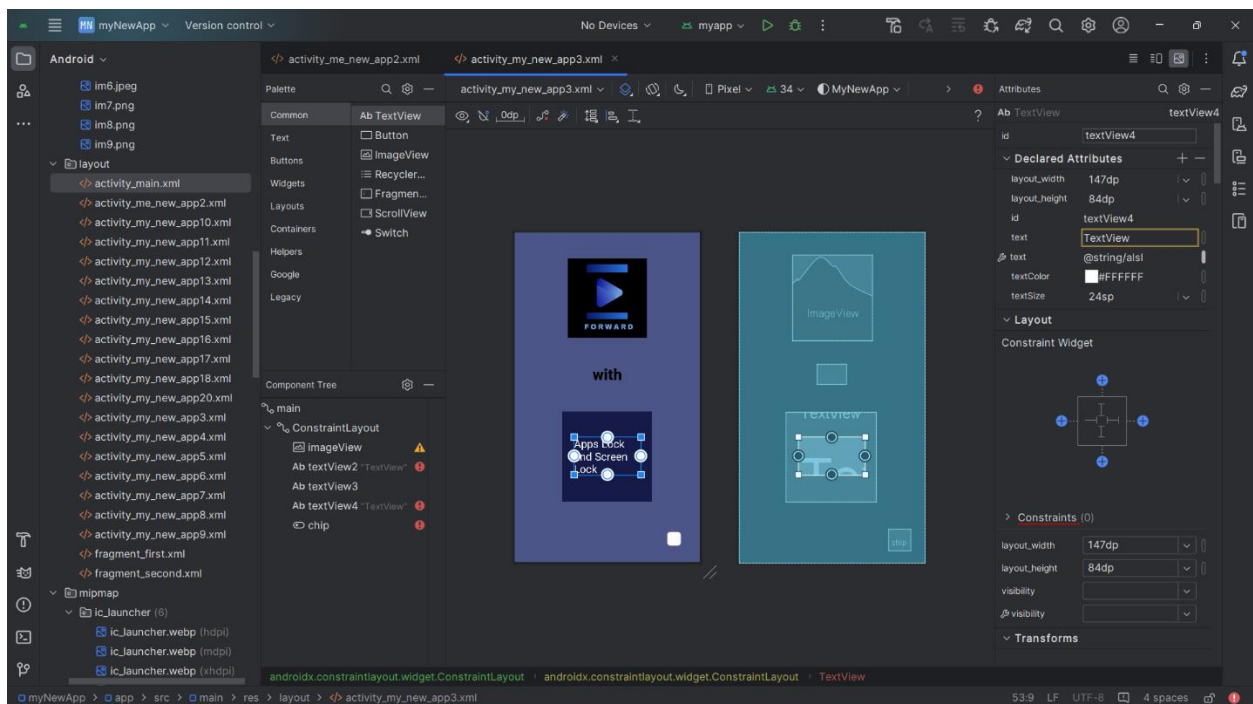 MN myNewApp Version control No Devices myapp
Android
activity_me_new_app2.xml activity_my_new_app3.xml
im6.jpeg
im7.png
im8.png
im9.png
layout
activity_main.xml
activity_me_new_app2.xml
activity_my_new_app10.xml
activity_my_new_app11.xml
activity_my_new_app12.xml
activity_my_new_app13.xml
activity_my_new_app14.xml
activity_my_new_app15.xml
activity_my_new_app16.xml
activity_my_new_app17.xml
activity_my_new_app18.xml
activity_my_new_app20.xml
activity_my_new_app3.xml
activity_my_new_app4.xml
activity_my_new_app5.xml
activity_my_new_app6.xml
activity_my_new_app7.xml
activity_my_new_app8.xml
activity_my_new_app9.xml
fragment_first.xml
fragment_second.xml
mipmap
ic_launcher (6)
ic_launcher.webp (hdpi)
ic_launcher.webp (mdpi)
ic_launcher.webp (xhdpi)
Palette
Common
Text
Buttons
Widgets
Layouts
Containers
Helpers
Google
Legacy
Ab TextView
Button
ImageView
Recycler...
Fragmen...
ScrollView
Switch
Component Tree
main
ConstraintLayout
imageView
Ab textView2 "TextView"
Ab textView3
Ab textView4 "TextView"
chip
activity_my_new_app3.xml Pixel 34 MyNewApp
0dp
?
FORWARD
with
Apps Lock
and Screen
Lock
ImageView
TextView
chip
Attributes
Ab TextView textView4
id textView4
Declared Attributes
layout_width 147dp
layout_height 84dp
id textView4
text TextView
text @string/alsl
textColor #FFFFFF
textSize 24sp
Layout
Constraint Widget
Constraints (0)
layout_width 147dp
layout_height 84dp
visibility
visibility
Transforms
androidx.constraintlayout.widget.ConstraintLayout androidx.constraintlayout.widget.ConstraintLayout TextView
myNewApp > app > src > main > res > layout > activity_my_new_app3.xml 53:9 LF UTF-8 4 spaces